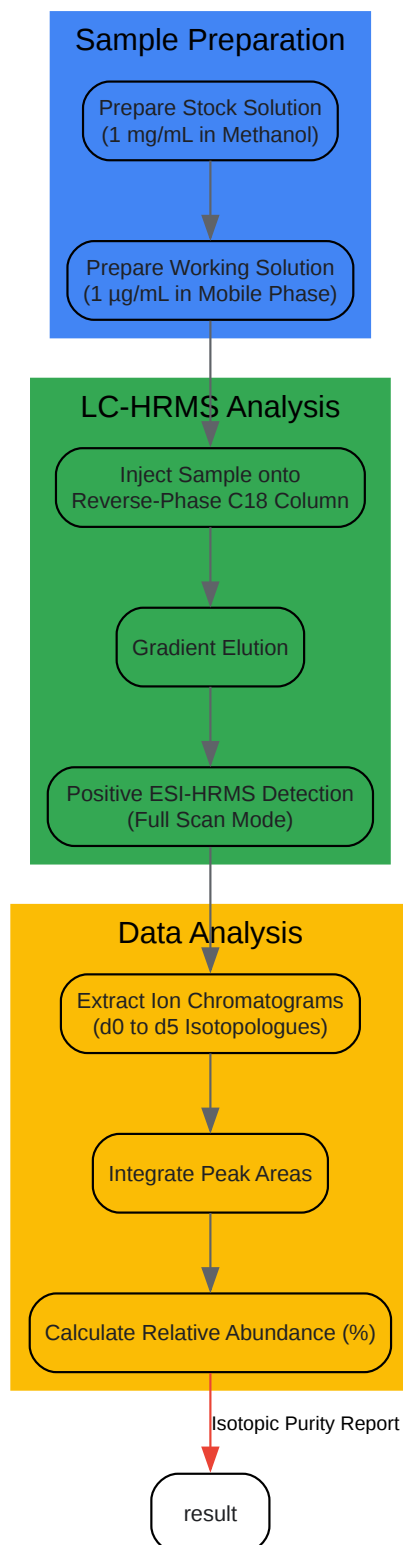 Sample Preparation
Prepare Stock Solution
(1 mg/mL in Methanol)
Prepare Working Solution
(1 µg/mL in Mobile Phase)
LC-HRMS Analysis
Inject Sample onto
Reverse-Phase C18 Column
Gradient Elution
Positive ESI-HRMS Detection
(Full Scan Mode)
Data Analysis
Extract Ion Chromatograms
(d0 to d5 Isotopologues)
Integrate Peak Areas
Calculate Relative Abundance (%)
Isotopic Purity Report
result